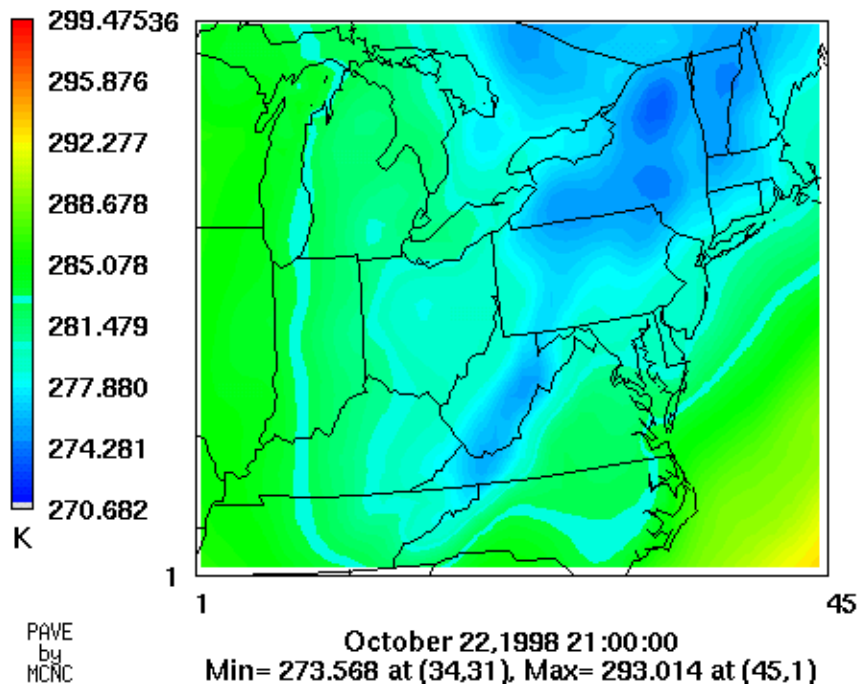 299.475
36
295.876
292.277
288.678
285.078
281.479
277.880
274.281
270.682
K
1
1
45
PAVE
by
MCNC
October 22,1998 21:00:00
Min= 273.568 at (34,31), Max= 293.014 at (45,1)